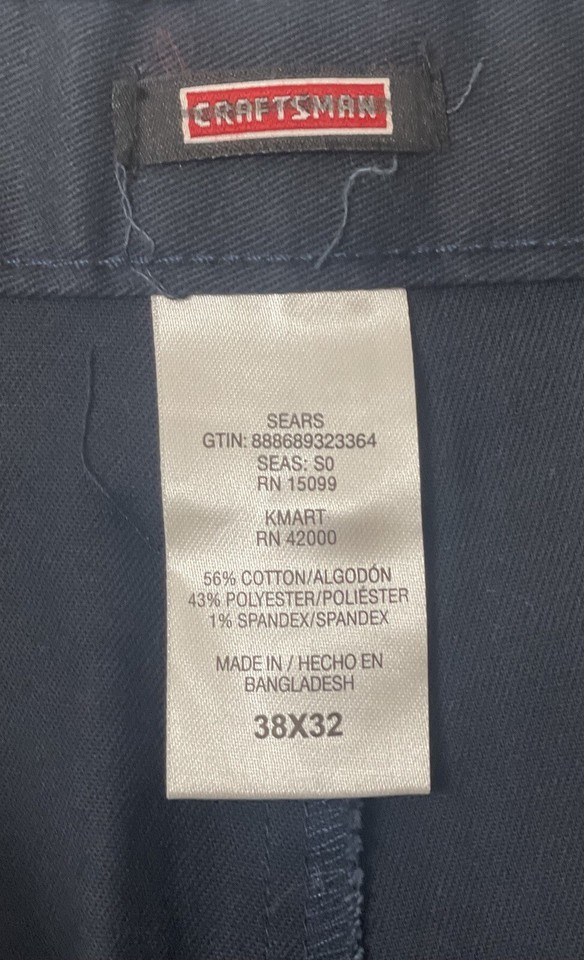 CRAFTSMAN
SEARS
GTIN: 888689323364
SEAS: S0
RN 15099
KMART
RN 42000
56% COTTON/ALGODÓN
43% POLYESTER/POLIÉSTER
1% SPANDEX/SPANDEX
MADE IN / HECHO EN
BANGLADESH
38X32